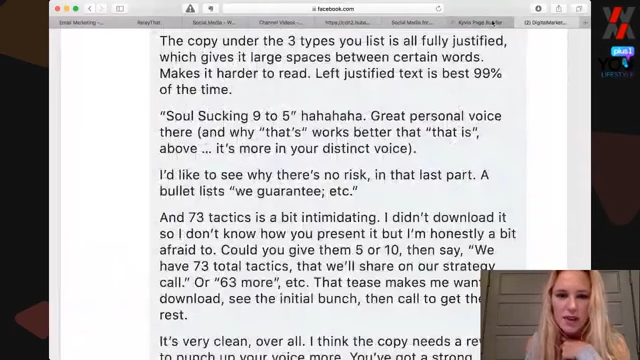 facebook.com
Email Marketing -
RelayThat
Social Media - W
Channel Videos -
https://cdn2.hubs
Social Media for
Kyvio Page Builder
(2) DigitalMarket
The copy under the 3 types you list is all fully justified,
which gives it large spaces between certain words.
Makes it harder to read. Left justified text is best 99%
of the time.
“Soul Sucking 9 to 5” hahahaha. Great personal voice
there (and why “that’s” works better that “that is”,
above ... it’s more in your distinct voice).
I’d like to see why there’s no risk, in that last part. A
bullet lists “we guarantee; etc.”
And 73 tactics is a bit intimidating. I didn’t download it
so I don’t know how you present it but I’m honestly a bit
afraid to. Could you give them 5 or 10, then say, “We
have 73 total tactics, that we’ll share on our strategy
call.” Or “63 more”, etc. That tease makes me want
download, see the initial bunch, then call to get the
rest.
It’s very clean, over all. I think the copy needs a re
to punch up your voice more. You’ve got a strong
plus1
YOU
LIFESTYLE